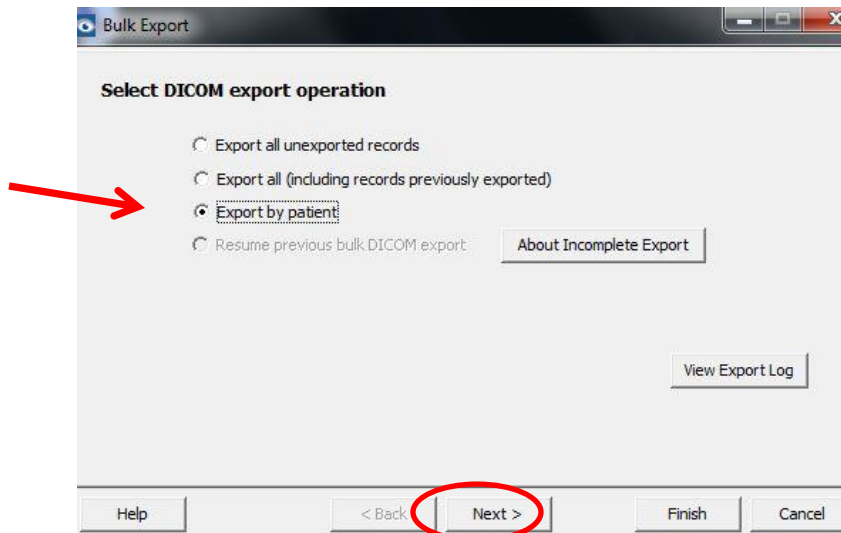 Bulk Export
Select DICOM export operation
Export all unexported records
Export all (including records previously exported)
Export by patient
Resume previous bulk DICOM export About Incomplete Export
View Export Log
Help < Back Next > Finish Cancel